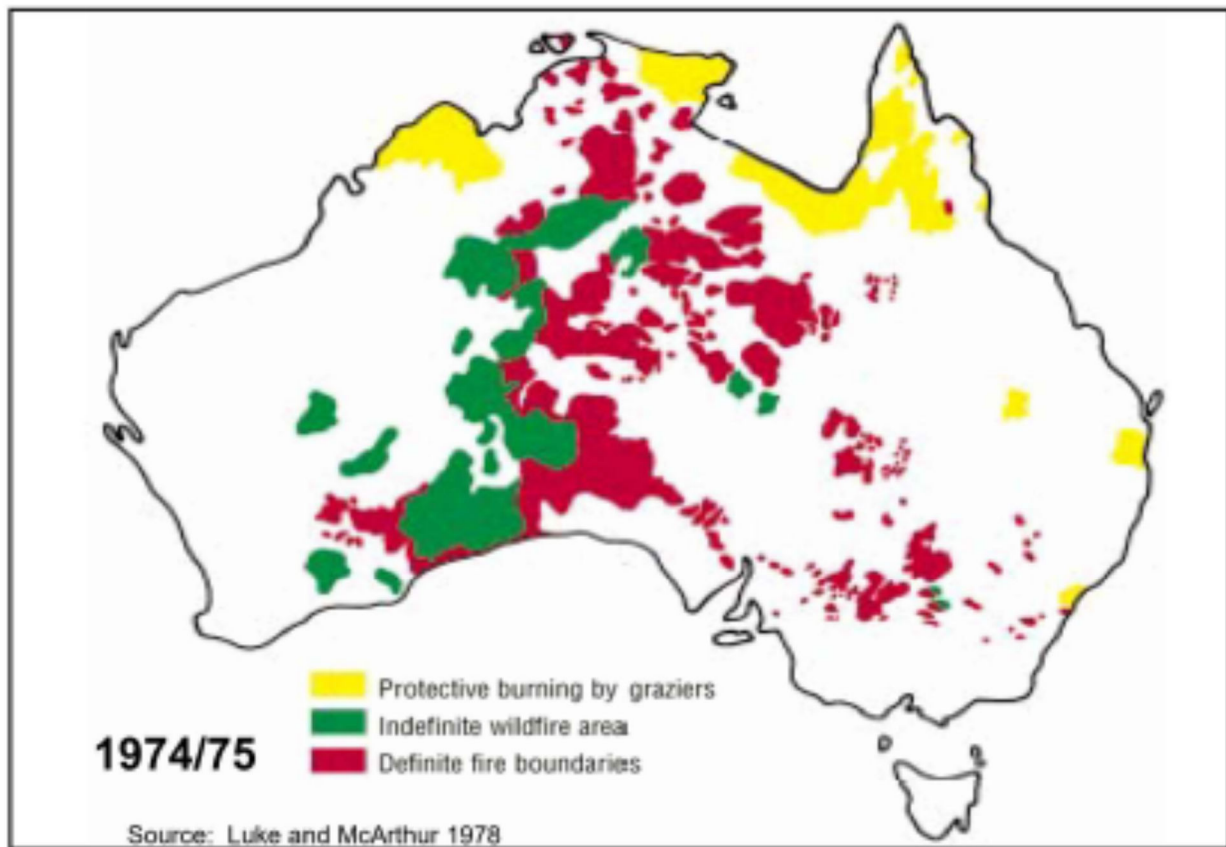 Protective burning by graziers
Indefinite wildfire area
Definite fire boundaries
1974/75
Source: Luke and McArthur 1978